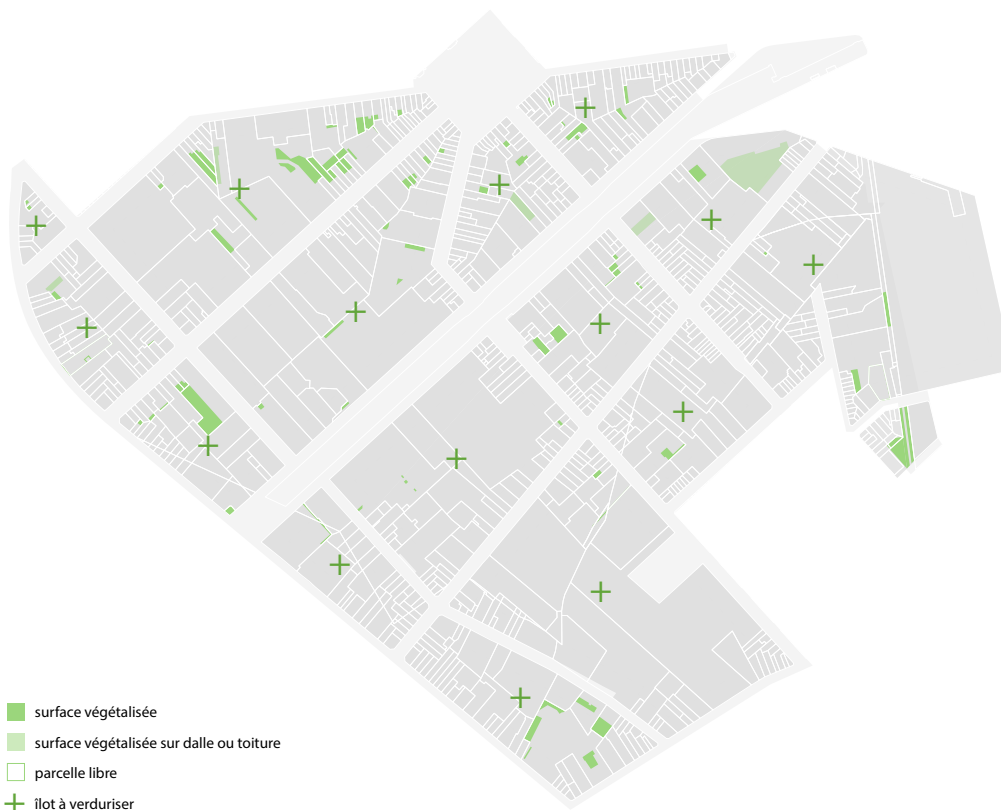 surface végétalisée
surface végétalisée sur dalle ou toiture
parcelle libre
îlot à verduriser